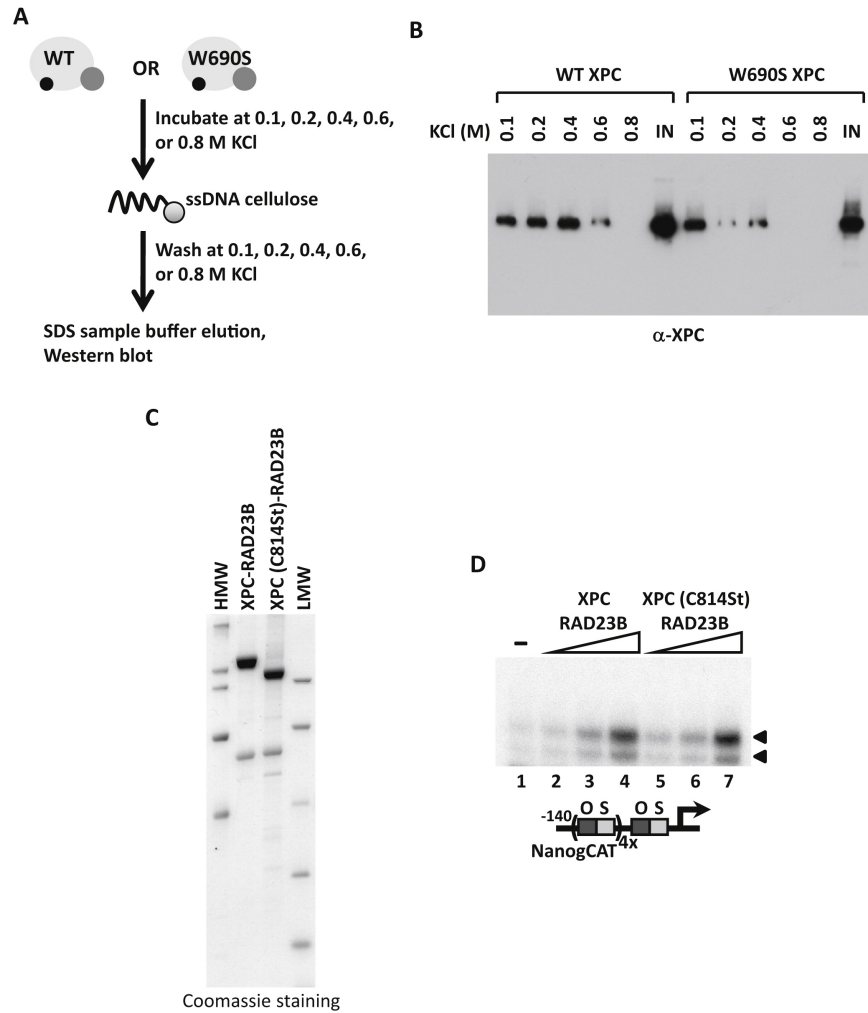 A
WT
OR
W690S
Incubate at 0.1, 0.2, 0.4, 0.6,
or 0.8 M KCl
ssDNA cellulose
Wash at 0.1, 0.2, 0.4, 0.6,
or 0.8 M KCl
SDS sample buffer elution,
Western blot
B
WT XPC
W690S XPC
KCl (M)
0.1
0.2
0.4
0.6
0.8
IN
0.1
0.2
0.4
0.6
0.8
IN
α-XPC
C
HMW
XPC-RAD23B
XPC (C814St)-RAD23B
LMW
Coomassie staining
D
XPC
RAD23B
XPC (C814St)
RAD23B
–
1 2 3 4 5 6 7
-140
( O S )4x
O S
NanogCAT